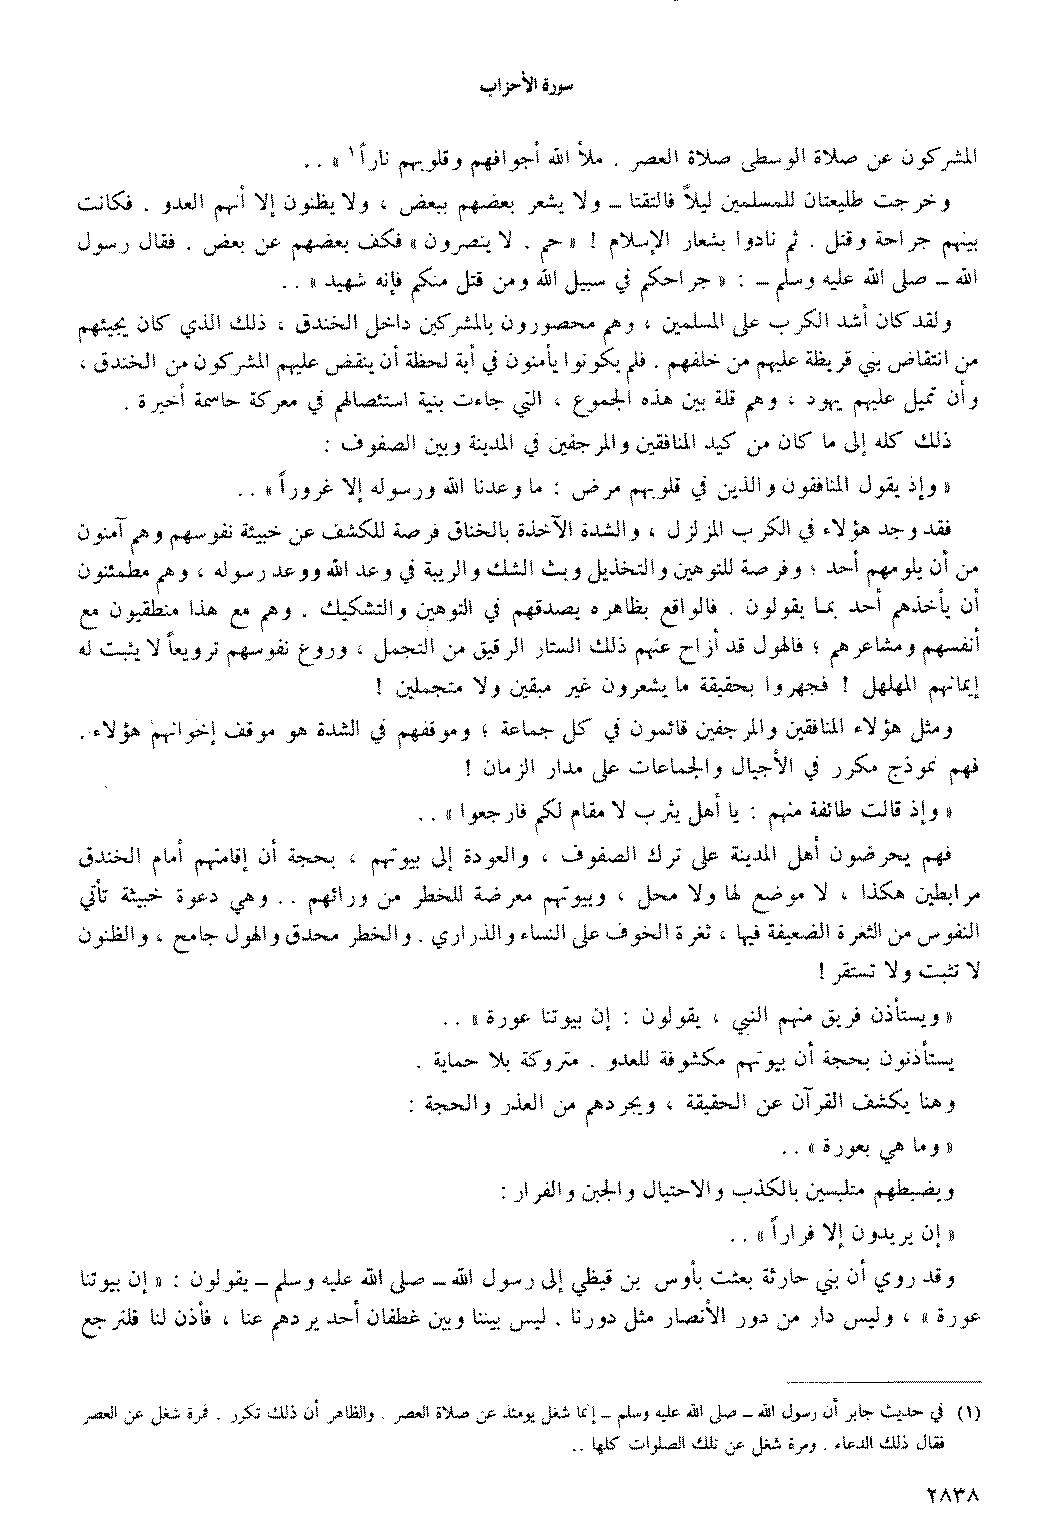 سورة الأحزاب
المشركون عن صلاة الوسطى صلاة العصر . ملأ الله أجوافهم وقلوبهم ناراً١ » . .
وخرجت طليعتان للمسلمين ليلاً فالتقتا – ولا يشعر بعضهم ببعض ، ولا يظنون إلا أنهم العدو . فكانت
بينهم جراحة وقتل . ثم نادوا بشعار الإسلام ! « حم . لا ينصرون » فكف بعضهم عن بعض . فقال رسول
الله – صلى الله عليه وسلم – : « جراحكم في سبيل الله ومن قتل منكم فإنه شهيد » . .
ولقد كان أشد الكرب على المسلمين ، وهم محصورون بالمشركين داخل الخندق ، ذلك الذي كان يجيئهم
من انتقاض بني قريظة عليهم من خلفهم . فلم يكونوا يأمنون في أية لحظة أن ينقض عليهم المشركون من الخندق ،
وأن تميل عليهم يهود ، وهم قلة بين هذه الجموع ، التي جاءت بنية استئصالهم في معركة حاسمة أخيرة .
ذلك كله إلى ما كان من كيد المنافقين والمرجفين في المدينة وبين الصفوف :
« وإذ يقول المنافقون والذين في قلوبهم مرض : ما وعدنا الله ورسوله إلا غروراً » . .
فقد وجد هؤلاء في الكرب المزلزل ، والشدة الآخذة بالخناق فرصة للكشف عن خبيئة نفوسهم وهم آمنون
من أن يلومهم أحد ؛ وفرصة للتوهين والتخذيل وبث الشك والريبة في وعد الله ووعد رسوله ، وهم مطمئنون
أن يأخذهم أحد بما يقولون . فالواقع بظاهره يصدقهم في التوهين والتشكيك . وهم مع هذا منطقيون مع
أنفسهم ومشاعرهم ؛ فالهول قد أزاح عنهم ذلك الستار الرقيق من التجمل ، وروع نفوسهم ترويعاً لا يثبت له
إيمانهم المهلهل ! فجهروا بحقيقة ما يشعرون غير مبقين ولا متجملين !
ومثل هؤلاء المنافقين والمرجفين قائمون في كل جماعة ؛ وموقفهم في الشدة هو موقف إخوانهم هؤلاء .
فهم نموذج مكرر في الأجيال والجماعات على مدار الزمان !
« وإذ قالت طائفة منهم : يا أهل يثرب لا مقام لكم فارجعوا » . .
فهم يحرضون أهل المدينة على ترك الصفوف ، والعودة إلى بيوتهم ، بحجة أن إقامتهم أمام الخندق
مرابطين هكذا ، لا موضع لها ولا محل ، وبيوتهم معرضة للخطر من ورائهم . . وهي دعوة خبيثة تأتي
النفوس من الثغرة الضعيفة فيها ، ثغرة الخوف على النساء والذراري . والخطر محدق والهول جامح ، والظنون
لا تثبت ولا تستقر !
« ويستأذن فريق منهم النبي ، يقولون : إن بيوتنا عورة » . .
يستأذنون بحجة أن بيوتهم مكشوفة للعدو . متروكة بلا حماية .
وهنا يكشف القرآن عن الحقيقة ، ويجردهم من العذر والحجة :
« وما هي بعورة » . .
ويضبطهم متلبسين بالكذب والاحتيال والجبن والفرار :
« إن يريدون إلا فراراً » . .
وقد روي أن بني حارثة بعثت بأوس بن قيظي إلى رسول الله – صلى الله عليه وسلم – يقولون : « إن بيوتنا
عورة » ، وليس دار من دور الأنصار مثل دورنا . ليس بيننا وبين غطفان أحد يردهم عنا ، فأذن لنا فلنرجع
(١) في حديث جابر أن رسول الله – صلى الله عليه وسلم – إنما شغل يومئذ عن صلاة العصر . والظاهر أن ذلك تكرر . فمرة شغل عن العصر
فقال ذلك الدعاء . ومرة شغل عن تلك الصلوات كلها . .
٢٨٣٨